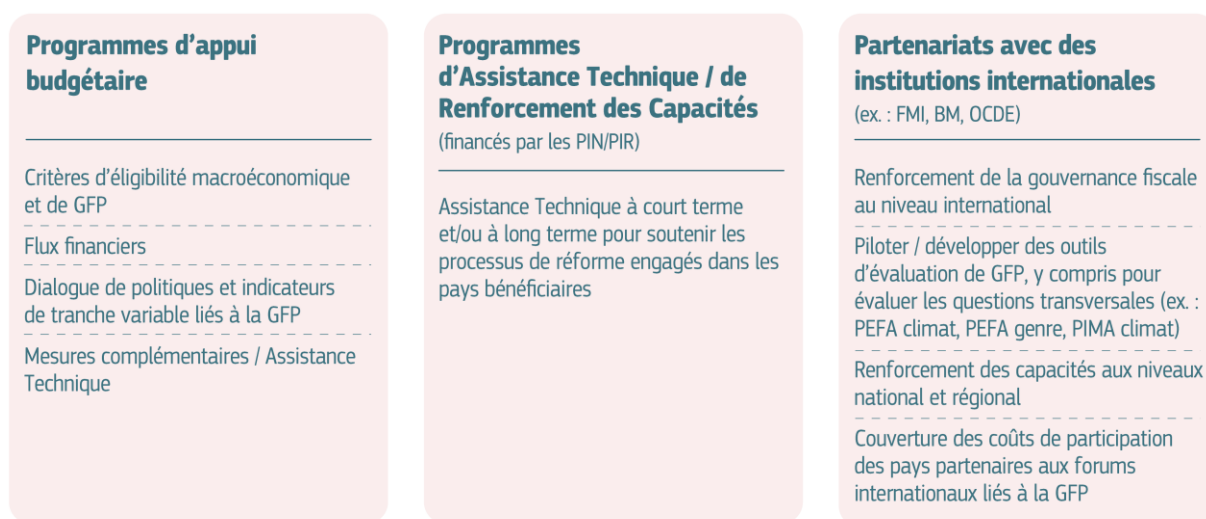 Programmes d’appui
budgétaire
Critères d’éligibilité macroéconomique
et de GFP
Flux financiers
Dialogue de politiques et indicateurs
de tranche variable liés à la GFP
Mesures complémentaires / Assistance
Technique
Programmes
d’Assistance Technique / de
Renforcement des Capacités
(financés par les PIN/PIR)
Assistance Technique à court terme
et/ou à long terme pour soutenir les
processus de réforme engagés dans les
pays bénéficiaires
Partenariats avec des
institutions internationales
(ex. : FMI, BM, OCDE)
Renforcement de la gouvernance fiscale
au niveau international
Piloter / développer des outils
d’évaluation de GFP, y compris pour
évaluer les questions transversales (ex. :
PEFA climat, PEFA genre, PIMA climat)
Renforcement des capacités aux niveaux
national et régional
Couverture des coûts de participation
des pays partenaires aux forums
internationaux liés à la GFP